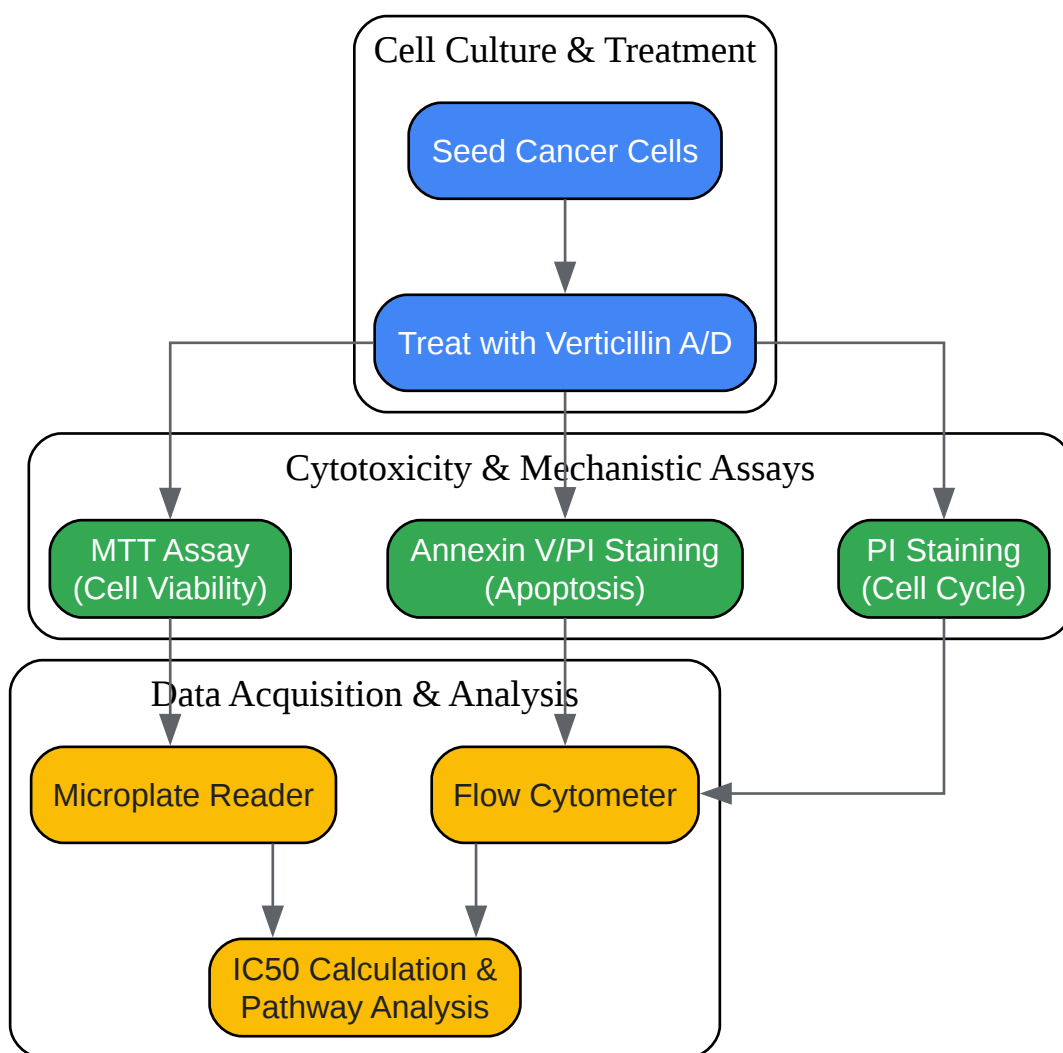 Cell Culture & Treatment
Seed Cancer Cells
Treat with Verticillin A/D
Cytotoxicity & Mechanistic Assays
MTT Assay
(Cell Viability)
Annexin V/PI Staining
(Apoptosis)
PI Staining
(Cell Cycle)
Data Acquisition & Analysis
Microplate Reader
Flow Cytometer
IC50 Calculation &
Pathway Analysis